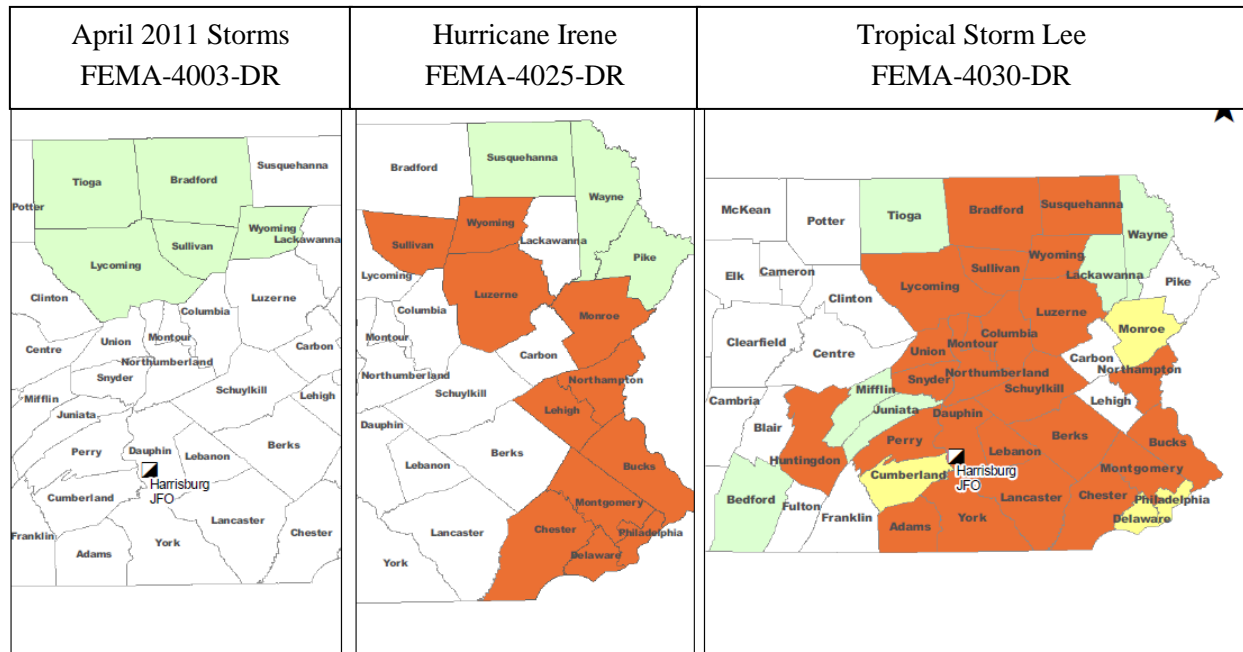 April 2011 Storms
FEMA-4003-DR
Hurricane Irene
FEMA-4025-DR
Tropical Storm Lee
FEMA-4030-DR
Susquehanna
Tioga
Bradford
Potter
Wyoming
Lackawanna
Sullivan
Lycoming
Clinton
Luzerne
Columbia
Union
Montour
Centre
Northumberland
Carbon
Snyder
Schuylkill
Mifflin
Lehigh
Juniata
Dauphin
Berks
Perry
Lebanon
Harrisburg
JFO
Cumberland
Lancaster
Franklin
Chester
York
Adams
Bradford
Susquehanna
Wayne
Wyoming
Sullivan
Lackawanna
Pike
Lycoming
Luzerne
Columbia
Monroe
Montour
Carbon
Northumberland
Northampton
Schuylkill
Lehigh
Dauphin
Berks
Lebanon
Bucks
Montgomery
Lancaster
Chester
Philadelphia
Delaware
York
McKean
Potter
Tioga
Bradford
Susquehanna
Wayne
Wyoming
Elk
Cameron
Sullivan
Lackawanna
Lycoming
Pike
Clinton
Luzerne
Monroe
Clearfield
Columbia
Montour
Union
Centre
Carbon
Northampton
Mifflin
Snyder
Northumberland
Schuylkill
Cambria
Juniata
Lehigh
Blair
Dauphin
Perry
Berks
Bucks
Lebanon
Huntingdon
Harrisburg
JFO
Montgomery
Cumberland
Bedford
Fulton
Franklin
Lancaster
Chester
Philadelphia
Delaware
Adams
York